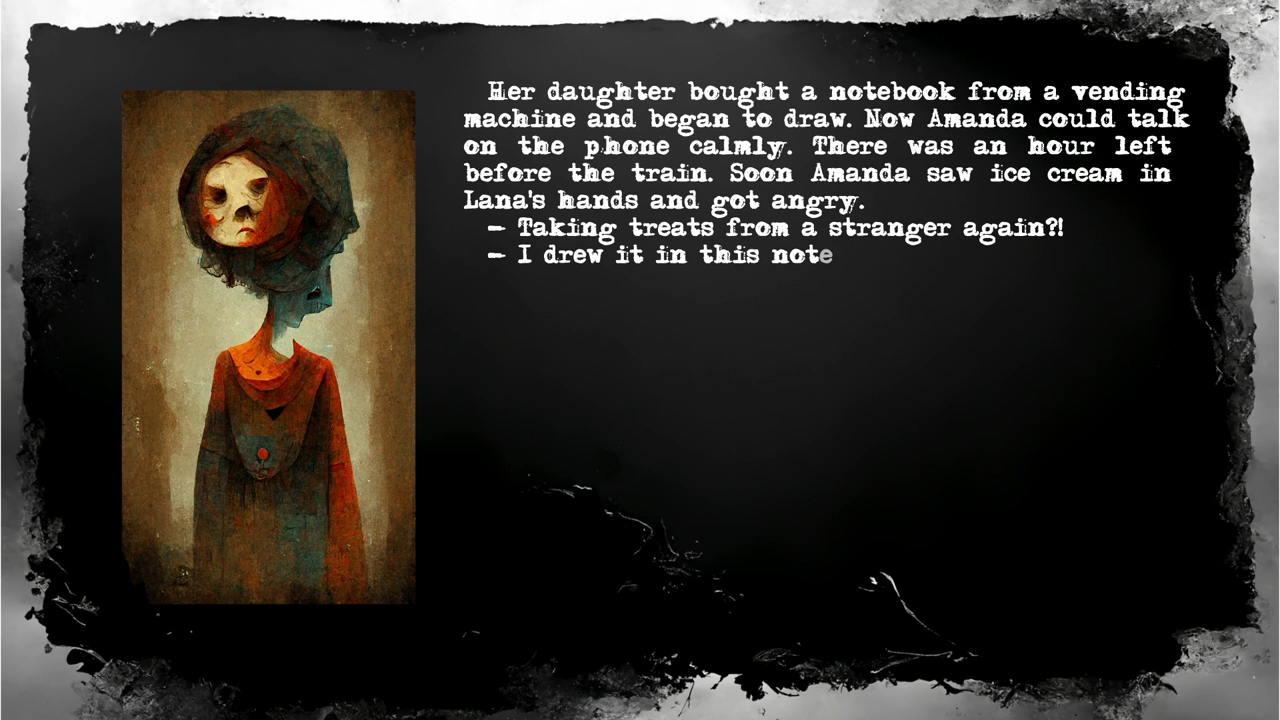 Her daughter bought a notebook from a vending
machine and began to draw. Now Amanda could talk
on the phone calmly. There was an hour left
before the train. Soon Amanda saw ice cream in
Lana's hands and got angry.
– Taking treats from a stranger again?!
– I drew it in this note